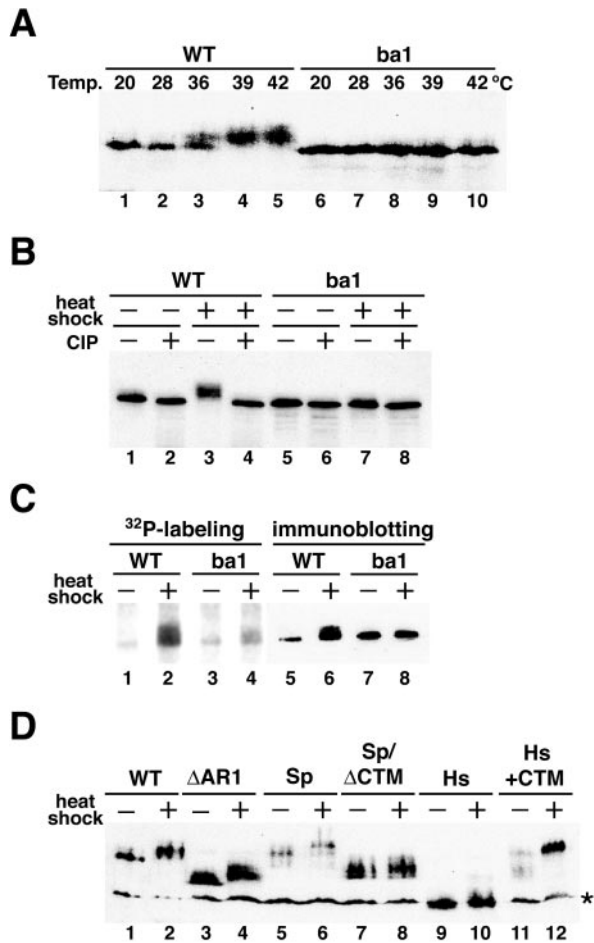 A
WT ba1
Temp. 20 28 36 39 42 20 28 36 39 42 ºC
1 2 3 4 5 6 7 8 9 10
B
WT ba1
heat shock − − + + − − + +
CIP − + − + − + − +
1 2 3 4 5 6 7 8
C
³²P-labeling immunoblotting
WT ba1 WT ba1
heat shock − + − + − + − +
1 2 3 4 5 6 7 8
D
Sp/ Hs
WT ΔAR1 Sp ΔCTM Hs +CTM
heat shock − + − + − + − + − + − +
*
1 2 3 4 5 6 7 8 9 10 11 12